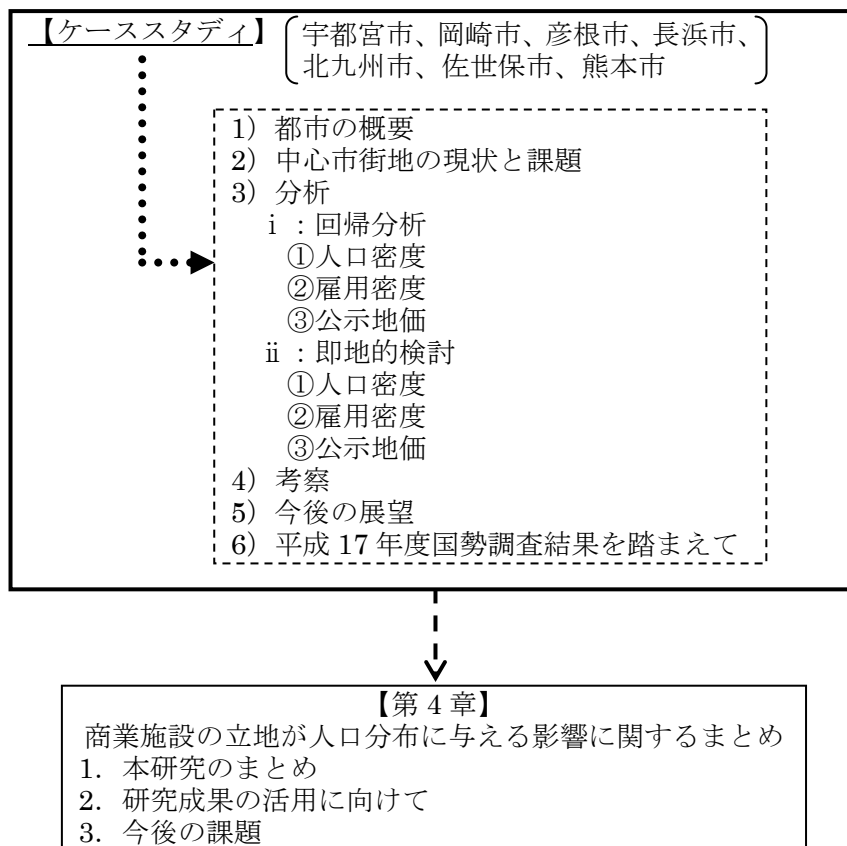 【ケーススタディ】
宇都宮市、岡崎市、彦根市、長浜市、
北九州市、佐世保市、熊本市
1）都市の概要
2）中心市街地の現状と課題
3）分析
ⅰ：回帰分析
①人口密度
②雇用密度
③公示地価
ⅱ：即地的検討
①人口密度
②雇用密度
③公示地価
4）考察
5）今後の展望
6）平成 17 年度国勢調査結果を踏まえて
【第 4 章】
商業施設の立地が人口分布に与える影響に関するまとめ
1．本研究のまとめ
2．研究成果の活用に向けて
3．今後の課題